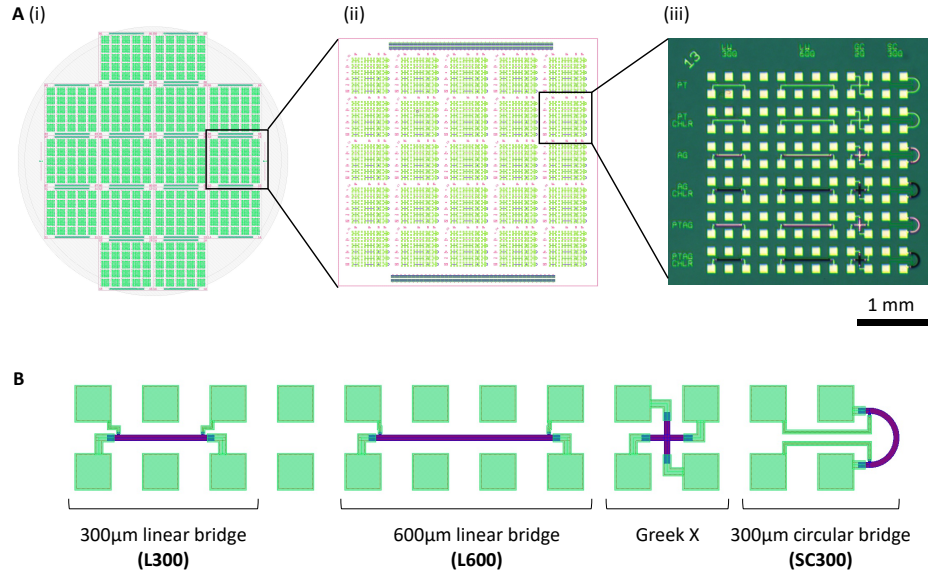 A (i)
(ii)
(iii)
13
LW
300
LW
600
GC
20
SC
300
PT
PT
CHLA
AG
AG
CHLA
PTAG
PTAG
CHLA
1 mm
B
300µm linear bridge
(L300)
600µm linear bridge
(L600)
Greek X
300µm circular bridge
(SC300)